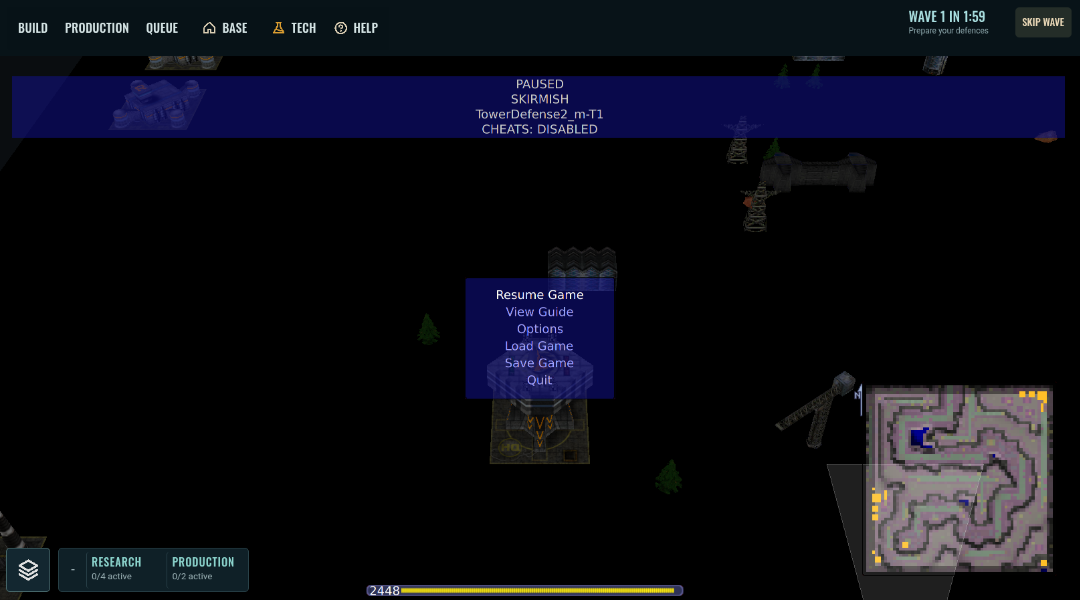 BUILD PRODUCTION QUEUE BASE TECH HELP
WAVE 1 IN 1:59
Prepare your defences
SKIP WAVE
PAUSED
SKIRMISH
TowerDefense2_m-T1
CHEATS: DISABLED
Resume Game
View Guide
Options
Load Game
Save Game
Quit
HQ
N
- RESEARCH PRODUCTION
0/4 active 0/2 active
2448